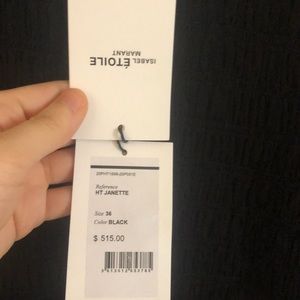 ISABEL MARANT
ÉTOILE
Reference
HT JANETTE
Size 36
Color BLACK
$ 515.00